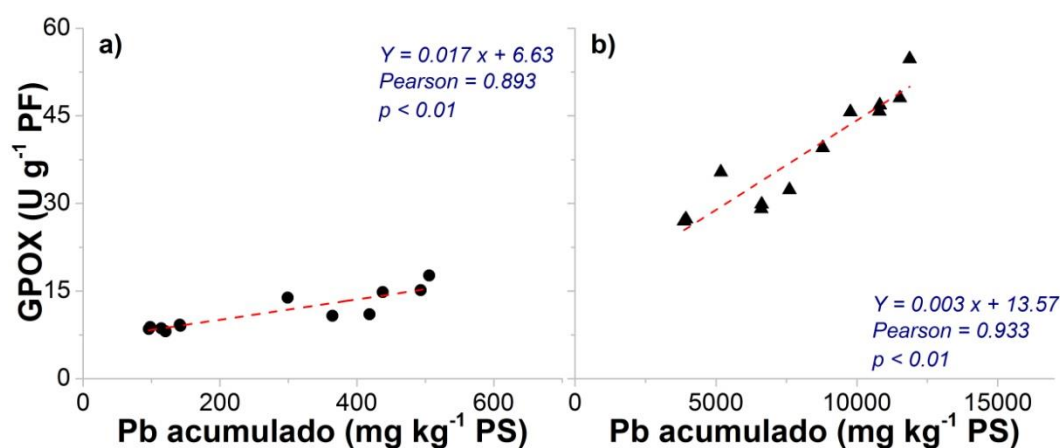 a)
Y = 0.017 x + 6.63
Pearson = 0.893
p < 0.01
b)
Y = 0.003 x + 13.57
Pearson = 0.933
p < 0.01
GPOX (U g⁻¹ PF)
60
45
30
15
0
0 200 400 600
5000 10000 15000
Pb acumulado (mg kg⁻¹ PS)
0
Pb acumulado (mg kg⁻¹ PS)